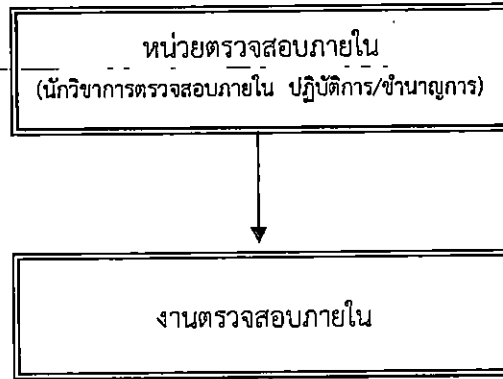 หน่วยตรวจสอบภายใน
(นักวิชาการตรวจสอบภายใน ปฏิบัติการ/ชำนาญการ)
งานตรวจสอบภายใน